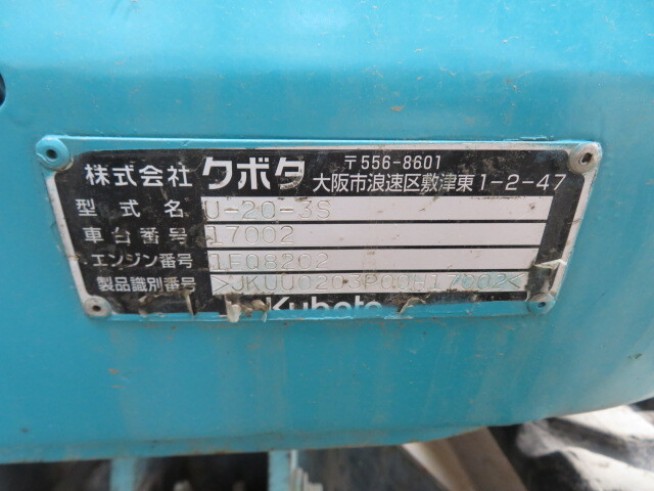 株式会社 クボタ 〒556-8601
大阪市浪速区敷津東1-2-47
型式名 U-20-3S
車台番号 17002
エンジン番号 1EQ8202
製品識別番号 >JKUU0203P00H17002<
Kubota